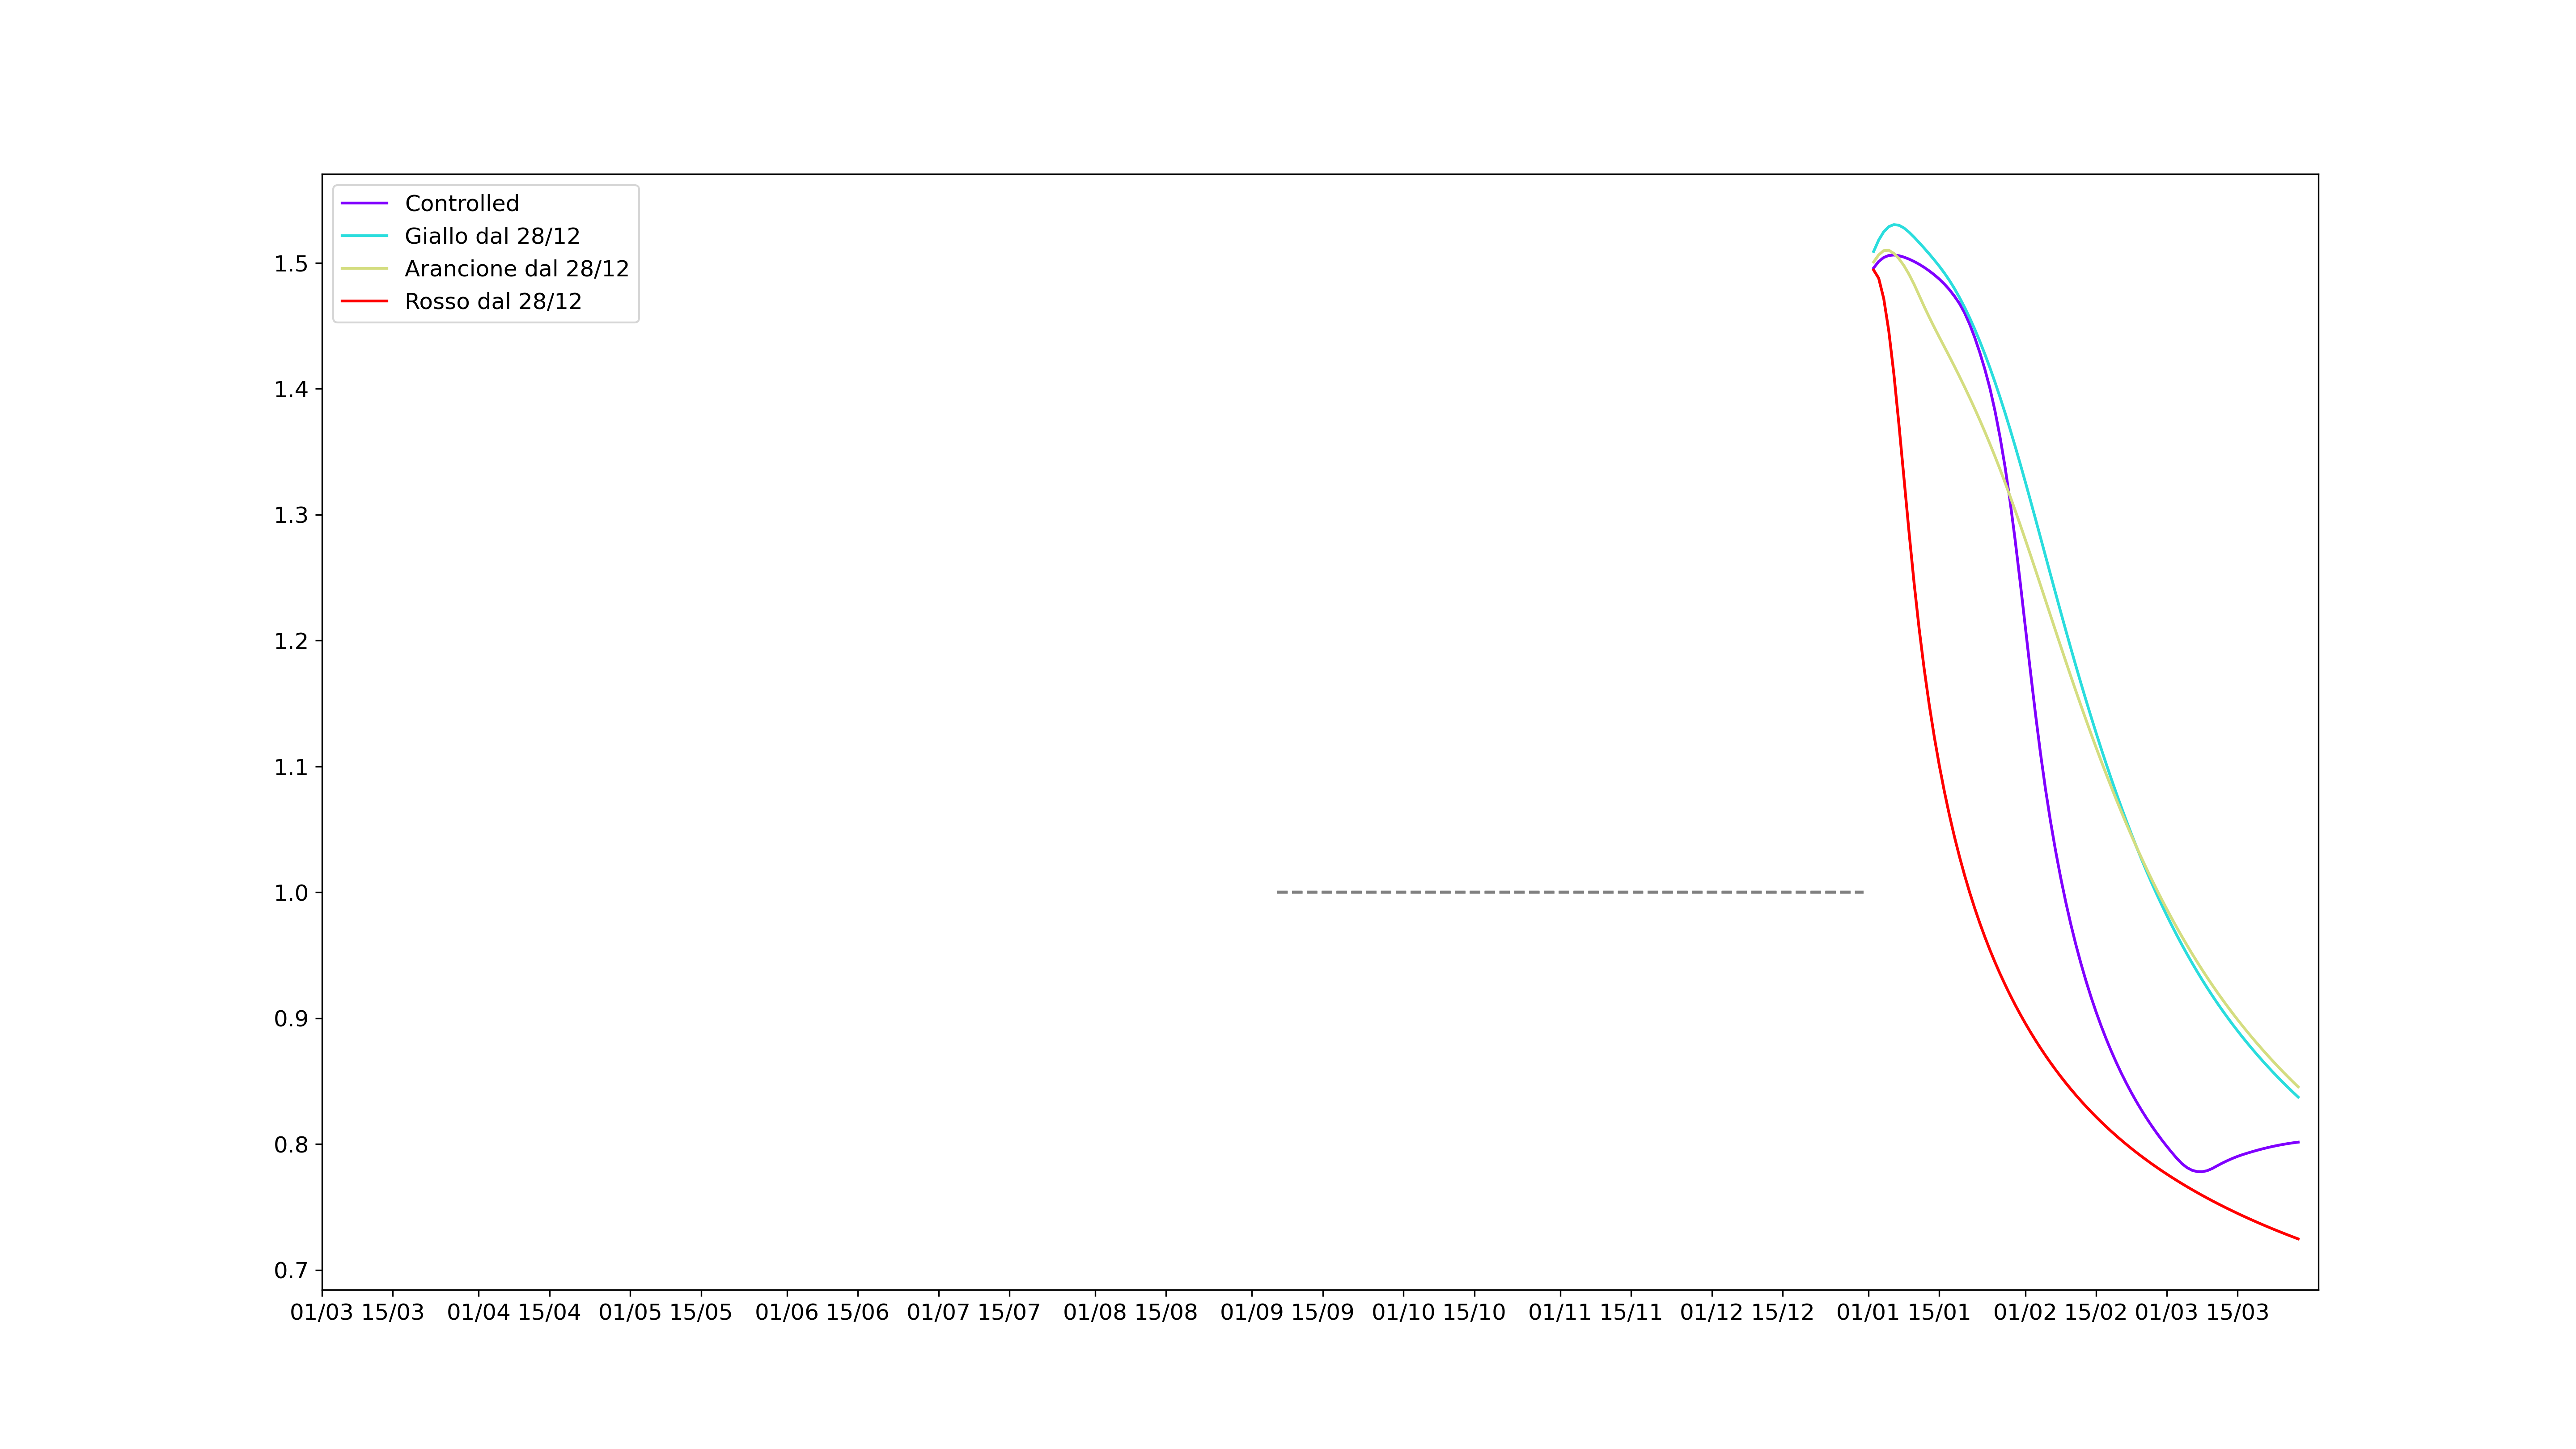 Controlled
Giallo dal 28/12
Arancione dal 28/12
Rosso dal 28/12
1.5
1.4
1.3
1.2
1.1
1.0
0.9
0.8
0.7
01/03 15/03 01/04 15/04 01/05 15/05 01/06 15/06 01/07 15/07 01/08 15/08 01/09 15/09 01/10 15/10 01/11 15/11 01/12 15/12 01/01 15/01 01/02 15/02 01/03 15/03